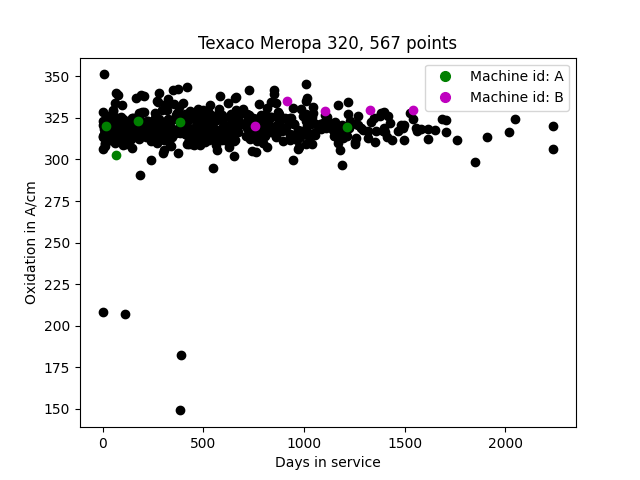 Texaco Meropa 320, 567 points
Machine id: A
Machine id: B
Oxidation in A/cm
350
325
300
275
250
225
200
175
150
0
500
1000
1500
2000
Days in service